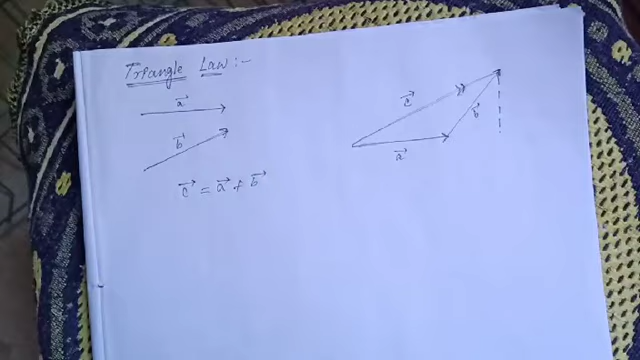 Triangle Law :-
a⃗
b⃗
c⃗ = a⃗ + b⃗
c⃗
b⃗
a⃗